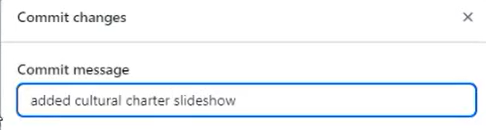 Commit changes
Commit message
added cultural charter slideshow